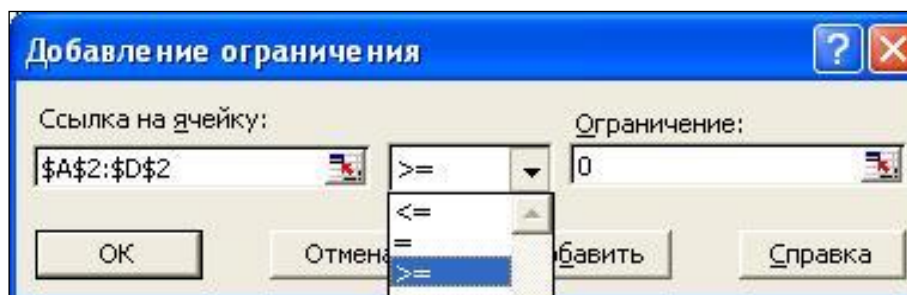 Добавление ограничения
Ссылка на ячейку: Ограничение:
$A$2:$D$2 >= 0
<=
=
>=
OK Отмена бавить Справка